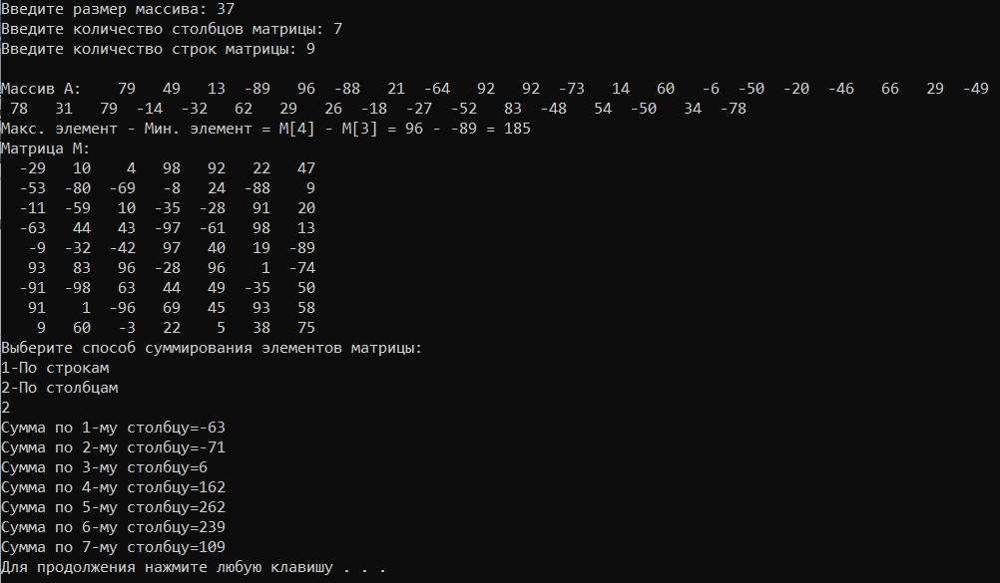 Введите размер массива: 37
Введите количество столбцов матрицы: 7
Введите количество строк матрицы: 9
Массив А: 79 49 13 -89 96 -88 21 -64 92 92 -73 14 60 -6 -50 -20 -46 66 29 -49
78 31 79 -14 -32 62 29 26 -18 -27 -52 83 -48 54 -50 34 -78
Макс. элемент - Мин. элемент = M[4] - M[3] = 96 - -89 = 185
Матрица М:
-29 10 4 98 92 22 47
-53 -80 -69 -8 24 -88 9
-11 -59 10 -35 -28 91 20
-63 44 43 -97 -61 98 13
-9 -32 -42 97 40 19 -89
93 83 96 -28 96 1 -74
-91 -98 63 44 49 -35 50
91 1 -96 69 45 93 58
9 60 -3 22 5 38 75
Выберите способ суммирования элементов матрицы:
1-По строкам
2-По столбцам
2
Сумма по 1-му столбцу=-63
Сумма по 2-му столбцу=-71
Сумма по 3-му столбцу=6
Сумма по 4-му столбцу=162
Сумма по 5-му столбцу=262
Сумма по 6-му столбцу=239
Сумма по 7-му столбцу=109
Для продолжения нажмите любую клавишу . . .